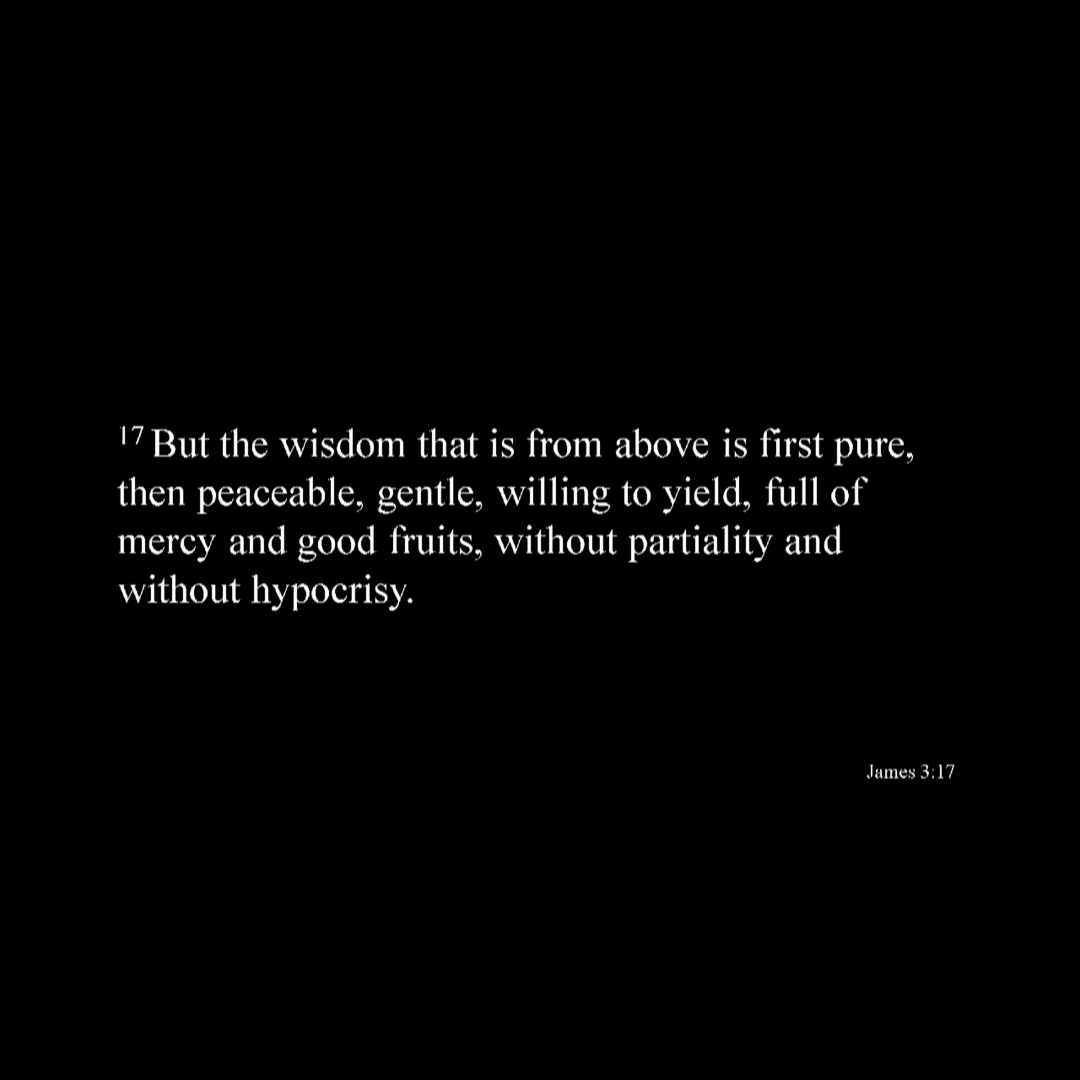 17 But the wisdom that is from above is first pure,
then peaceable, gentle, willing to yield, full of
mercy and good fruits, without partiality and
without hypocrisy.
James 3:17